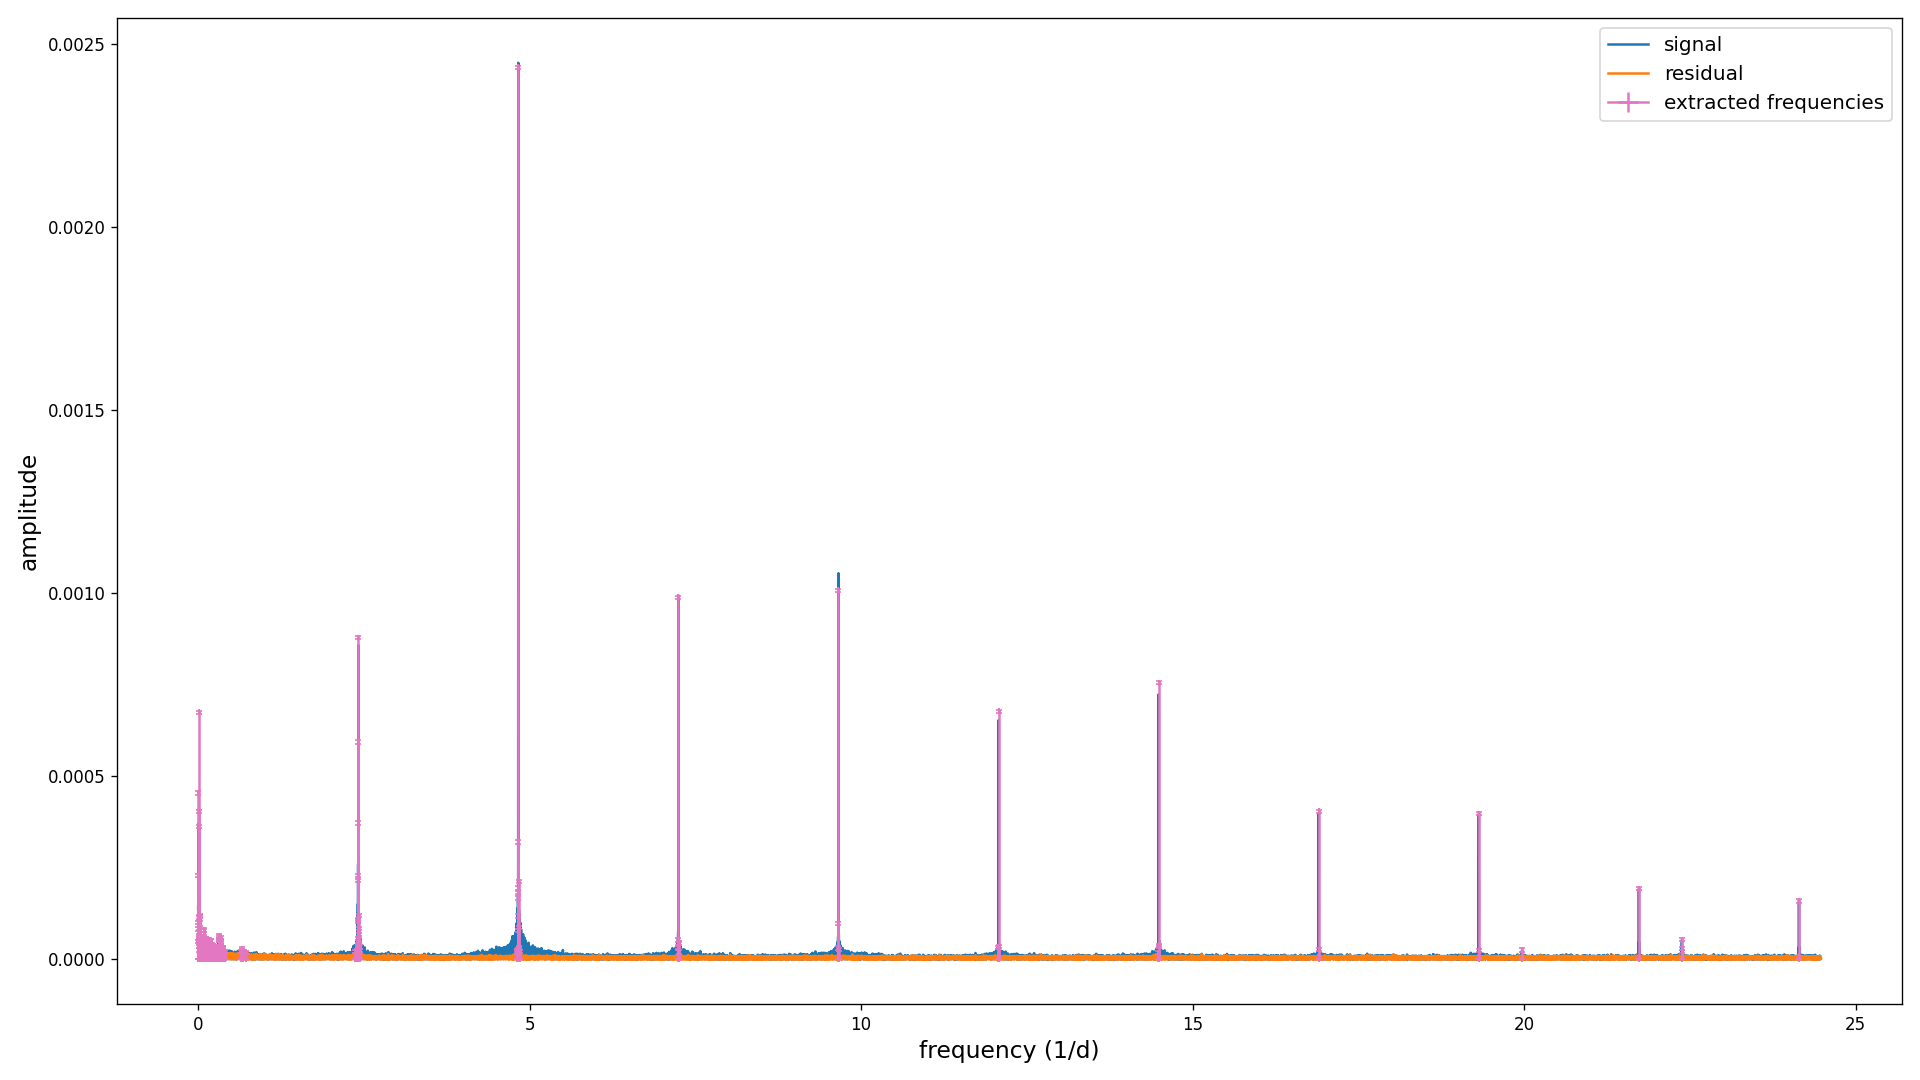 signal
residual
extracted frequencies
0.0025
0.0020
0.0015
0.0010
0.0005
0.0000
amplitude
0 5 10 15 20 25
frequency (1/d)